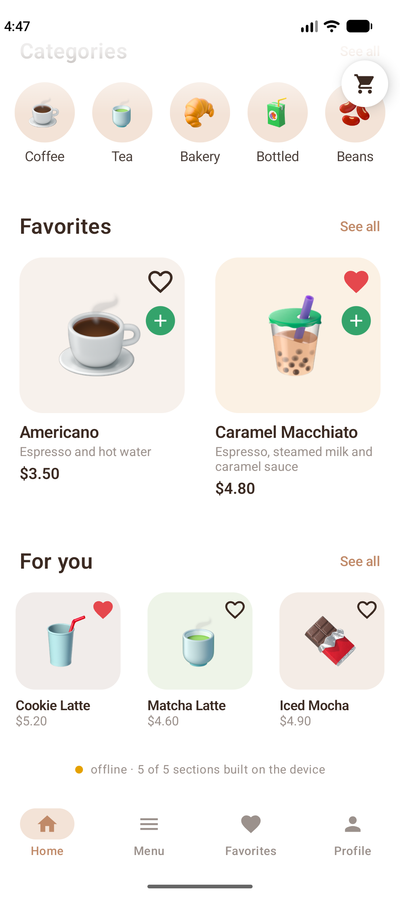 4:47
Categories
See all
Coffee
Tea
Bakery
Bottled
Beans
Favorites
See all
Americano
Espresso and hot water
$3.50
Caramel Macchiato
Espresso, steamed milk and
caramel sauce
$4.80
For you
See all
Cookie Latte
$5.20
Matcha Latte
$4.60
Iced Mocha
$4.90
offline · 5 of 5 sections built on the device
Home
Menu
Favorites
Profile